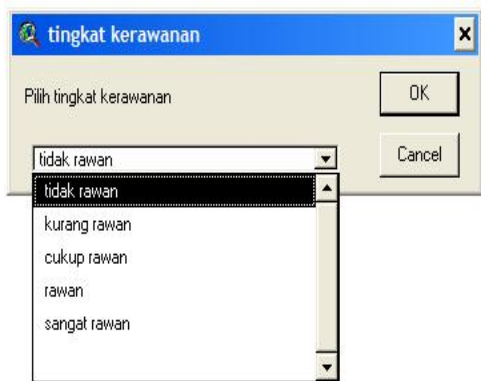 tingkat kerawanan
Pilih tingkat kerawanan
OK
Cancel
tidak rawan
tidak rawan
kurang rawan
cukup rawan
rawan
sangat rawan